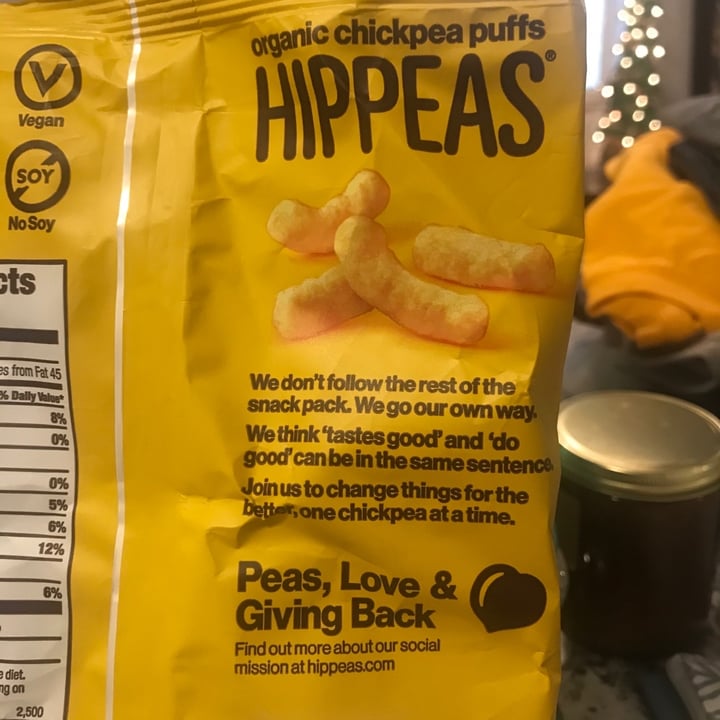 organic chickpea puffs
HIPPEAS®
Vegan
SOY
No Soy
cts
es from Fat 45
% Daily Value*
8%
0%
0%
5%
6%
12%
6%
e diet.
ng on
2,500
We don't follow the rest of the
snack pack. We go our own way.
We think 'tastes good' and 'do
good' can be in the same sentence.
Join us to change things for the
better, one chickpea at a time.
Peas, Love &
Giving Back
Find out more about our social
mission at hippeas.com